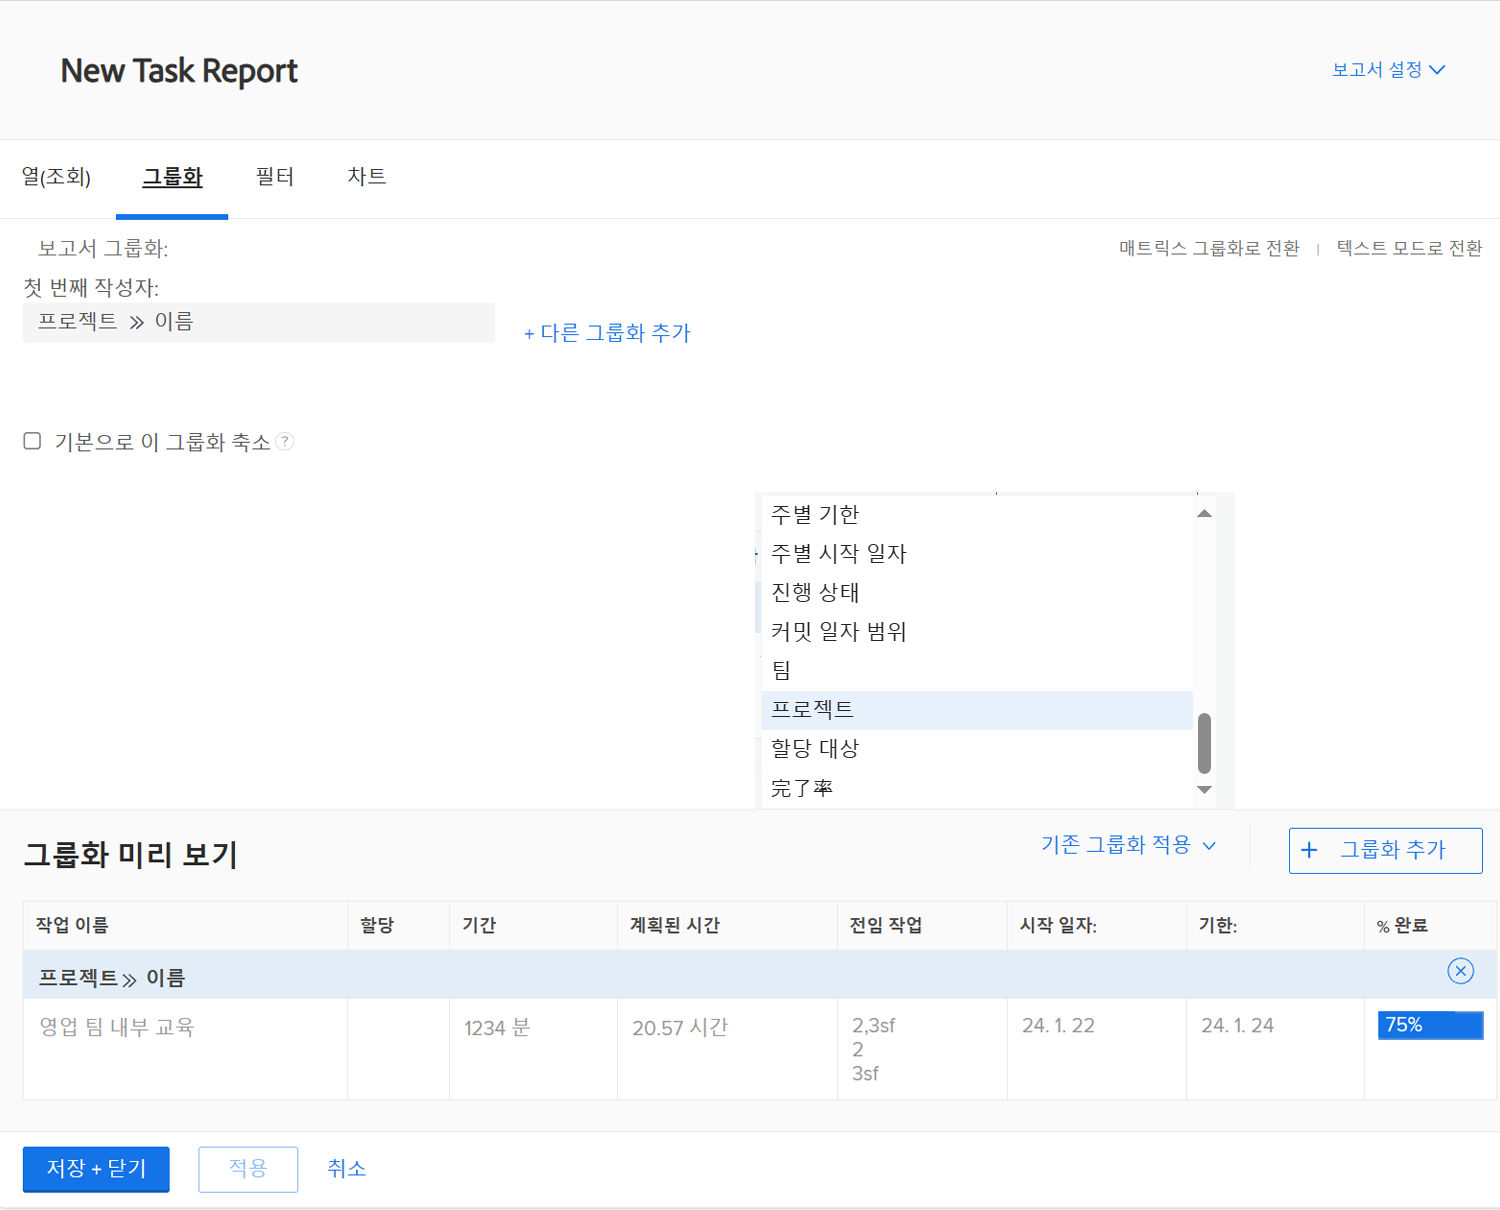 New Task Report
보고서 설정
열(조회)
그룹화
필터
차트
보고서 그룹화:
매트릭스 그룹화로 전환
텍스트 모드로 전환
첫 번째 작성자:
프로젝트 » 이름
+ 다른 그룹화 추가
기본으로 이 그룹화 축소 ?
주별 기한
주별 시작 일자
진행 상태
커밋 일자 범위
팀
프로젝트
할당 대상
完了率
그룹화 미리 보기
기존 그룹화 적용
+ 그룹화 추가
작업 이름
할당
기간
계획된 시간
전임 작업
시작 일자:
기한:
% 완료
프로젝트 » 이름
영업 팀 내부 교육
1234 분
20.57 시간
2,3sf
2
3sf
24. 1. 22
24. 1. 24
75%
저장 + 닫기
적용
취소